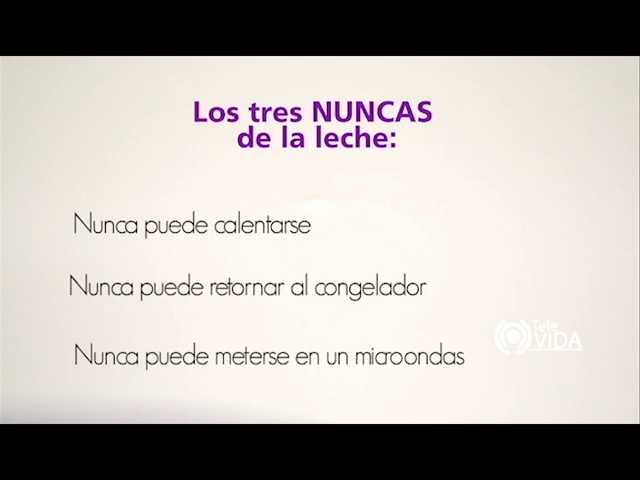 Los tres NUNCAS
de la leche:
Nunca puede calentarse
Nunca puede retornar al congelador
Nunca puede meterse en un microondas
Tele
VIDA